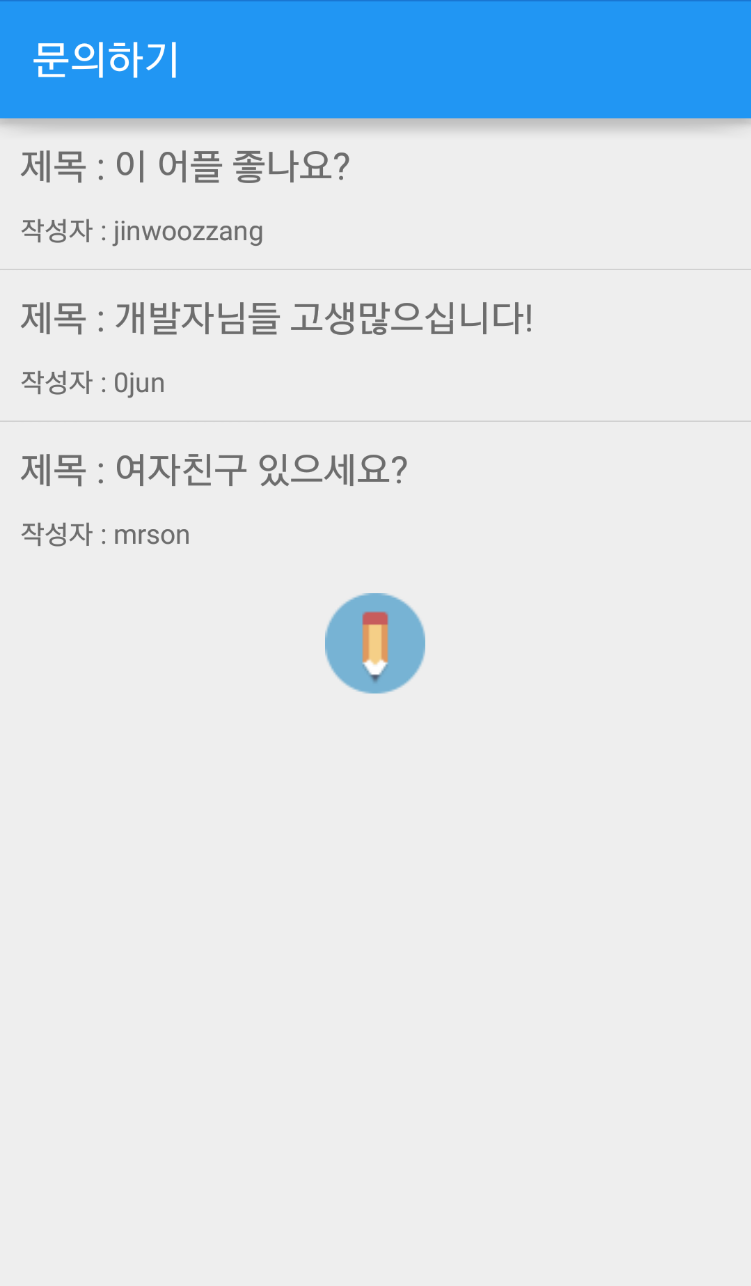 문의하기
제목 : 이 어플 좋나요?
작성자 : jinwoozzang
제목 : 개발자님들 고생많으십니다!
작성자 : 0jun
제목 : 여자친구 있으세요?
작성자 : mrson